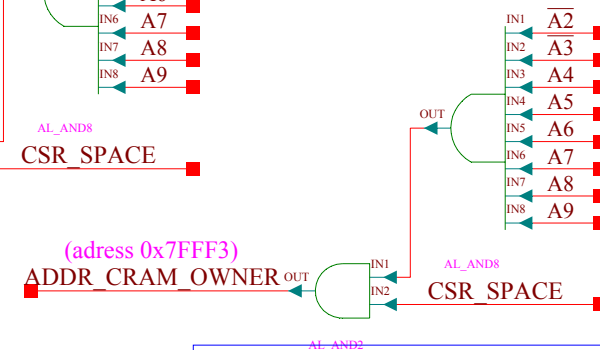 IN6 A7
IN7 A8
IN8 A9
AL_AND8
CSR_SPACE
IN1 A2
IN2 A3
IN3 A4
IN4 A5
IN5 A6
IN6 A7
IN7 A8
IN8 A9
OUT
AL_AND8
(adress 0x7FFF3)
ADDR_CRAM_OWNER OUT
IN1
IN2 CSR_SPACE
AL_AND2